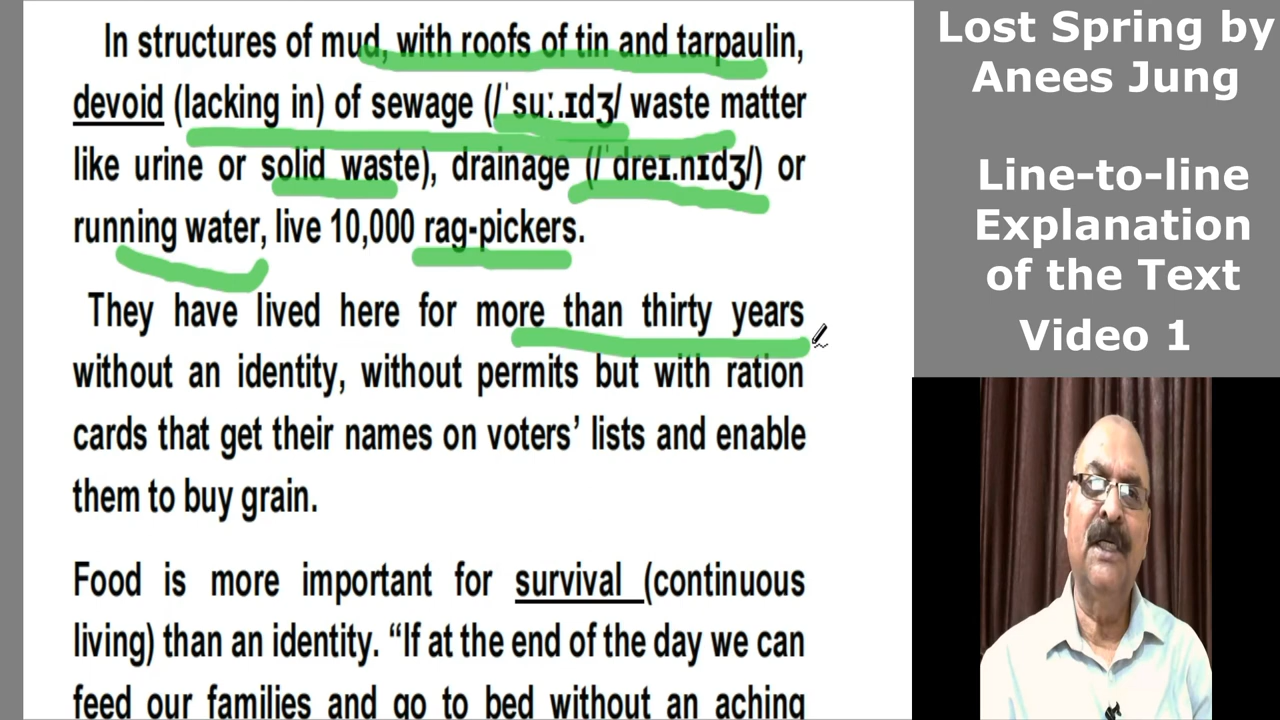 In structures of mud, with roofs of tin and tarpaulin,
devoid (lacking in) of sewage (/ˈsuː.ɪdʒ/ waste matter
like urine or solid waste), drainage (/ˈdreɪ.nɪdʒ/) or
running water, live 10,000 rag-pickers.
They have lived here for more than thirty years
without an identity, without permits but with ration
cards that get their names on voters’ lists and enable
them to buy grain.
Food is more important for survival (continuous
living) than an identity. “If at the end of the day we can
feed our families and go to bed without an aching
Lost Spring by
Anees Jung
Line-to-line
Explanation
of the Text
Video 1